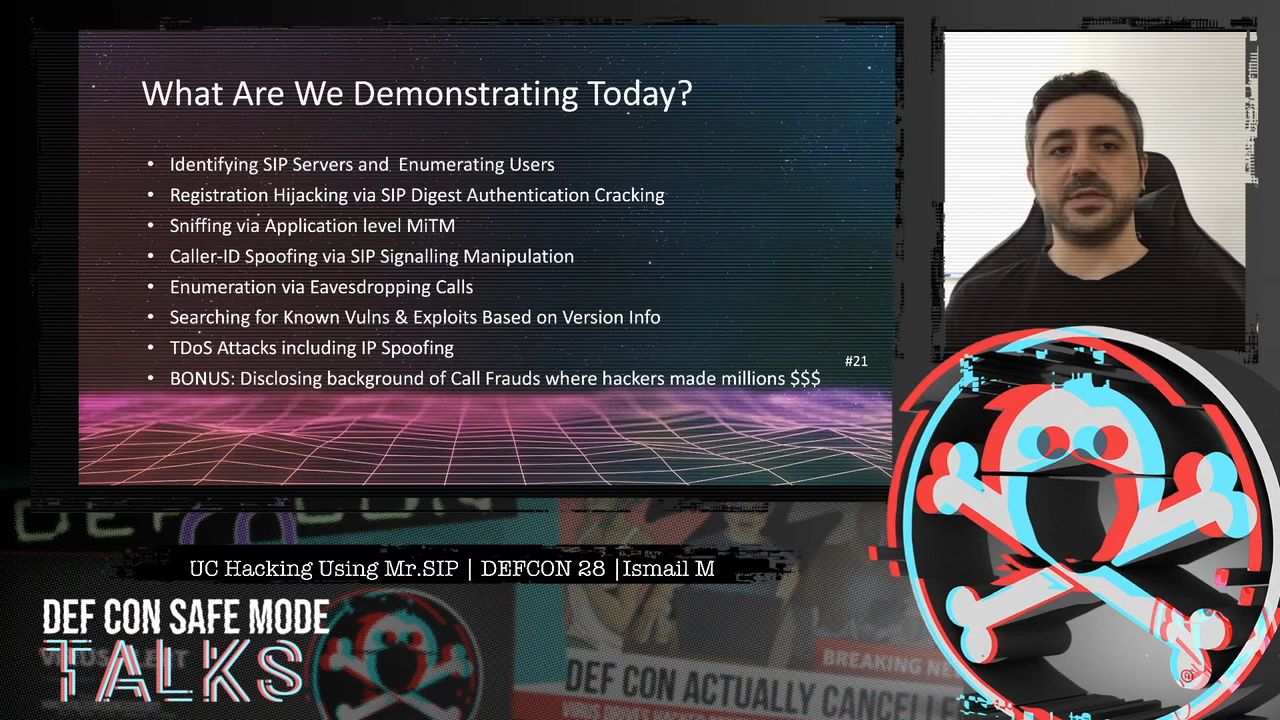 What Are We Demonstrating Today?
• Identifying SIP Servers and  Enumerating Users
• Registration Hijacking via SIP Digest Authentication Cracking
• Sniffing via Application level MiTM
• Caller-ID Spoofing via SIP Signalling Manipulation
• Enumeration via Eavesdropping Calls
• Searching for Known Vulns & Exploits Based on Version Info
• TDoS Attacks including IP Spoofing
#21
• BONUS: Disclosing background of Call Frauds where hackers made millions $$$
DEF CON
UC Hacking Using Mr.SIP | DEFCON 28 |Ismail M
DEF CON SAFE MODE
TALKS
BREAKING NE
DEF CON ACTUALLY CANCELLE